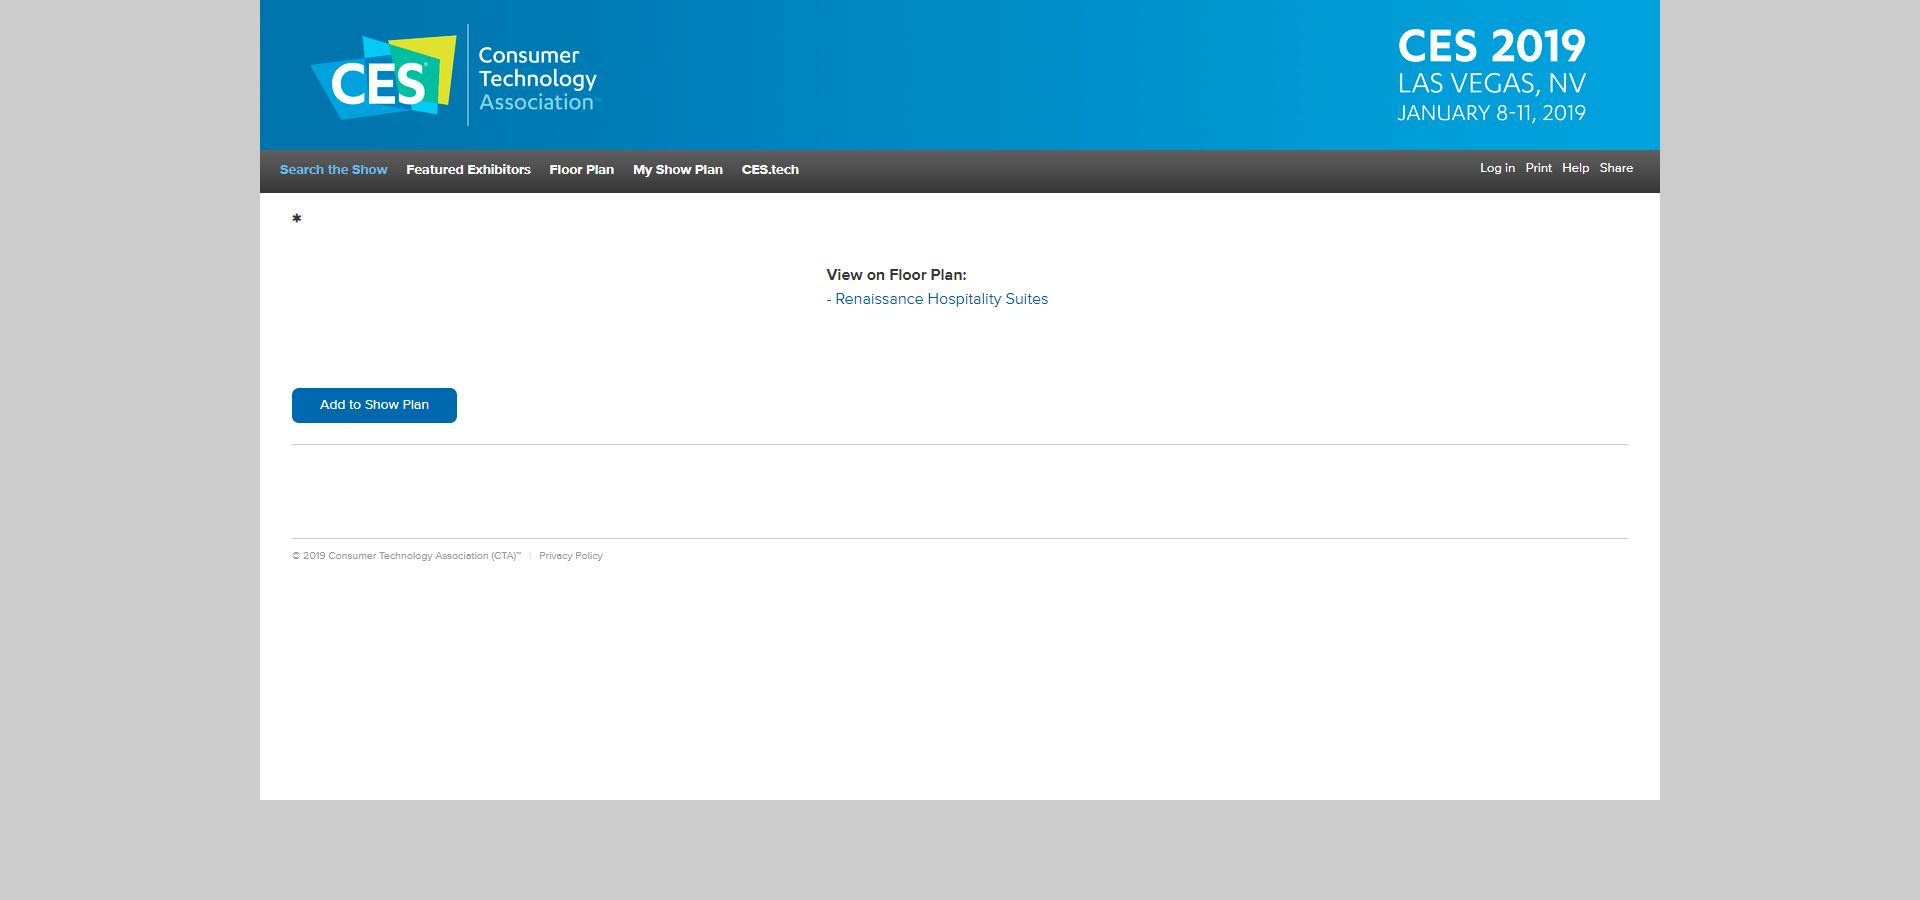 CES®
Consumer
Technology
Association™
CES 2019
LAS VEGAS, NV
JANUARY 8-11, 2019
Search the Show Featured Exhibitors Floor Plan My Show Plan CES.tech Log in Print Help Share
*
View on Floor Plan:
- Renaissance Hospitality Suites
Add to Show Plan
© 2019 Consumer Technology Association (CTA)™ | Privacy Policy